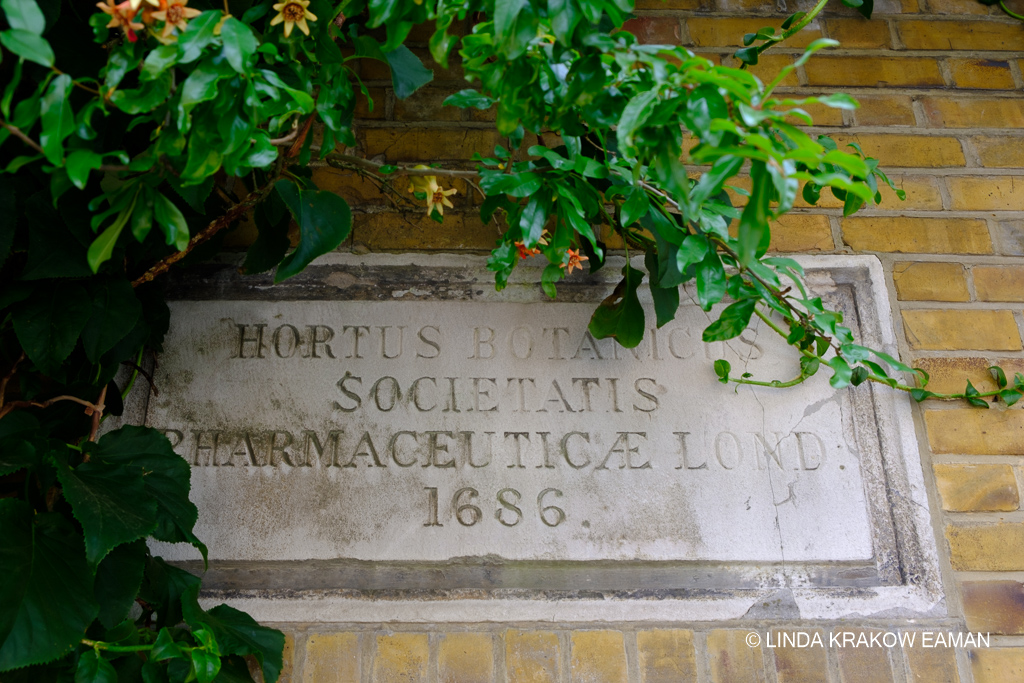 HORTUS BOTANICUS
SOCIETATIS
PHARMACEUTICÆ LOND:
1686.
© LINDA KRAKOW EAMAN